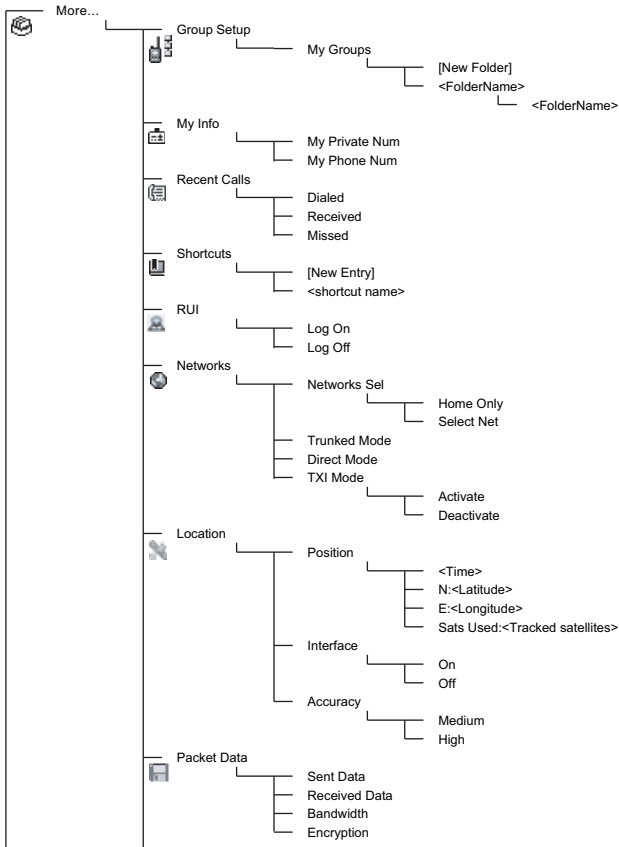 More...
Group Setup
My Groups
[New Folder]
<FolderName>
<FolderName>
My Info
My Private Num
My Phone Num
Recent Calls
Dialed
Received
Missed
Shortcuts
[New Entry]
<shortcut name>
RUI
Log On
Log Off
Networks
Networks Sel
Home Only
Select Net
Trunked Mode
Direct Mode
TXI Mode
Activate
Deactivate
Location
Position
<Time>
N:<Latitude>
E:<Longitude>
Sats Used:<Tracked satellites>
Interface
On
Off
Accuracy
Medium
High
Packet Data
Sent Data
Received Data
Bandwidth
Encryption